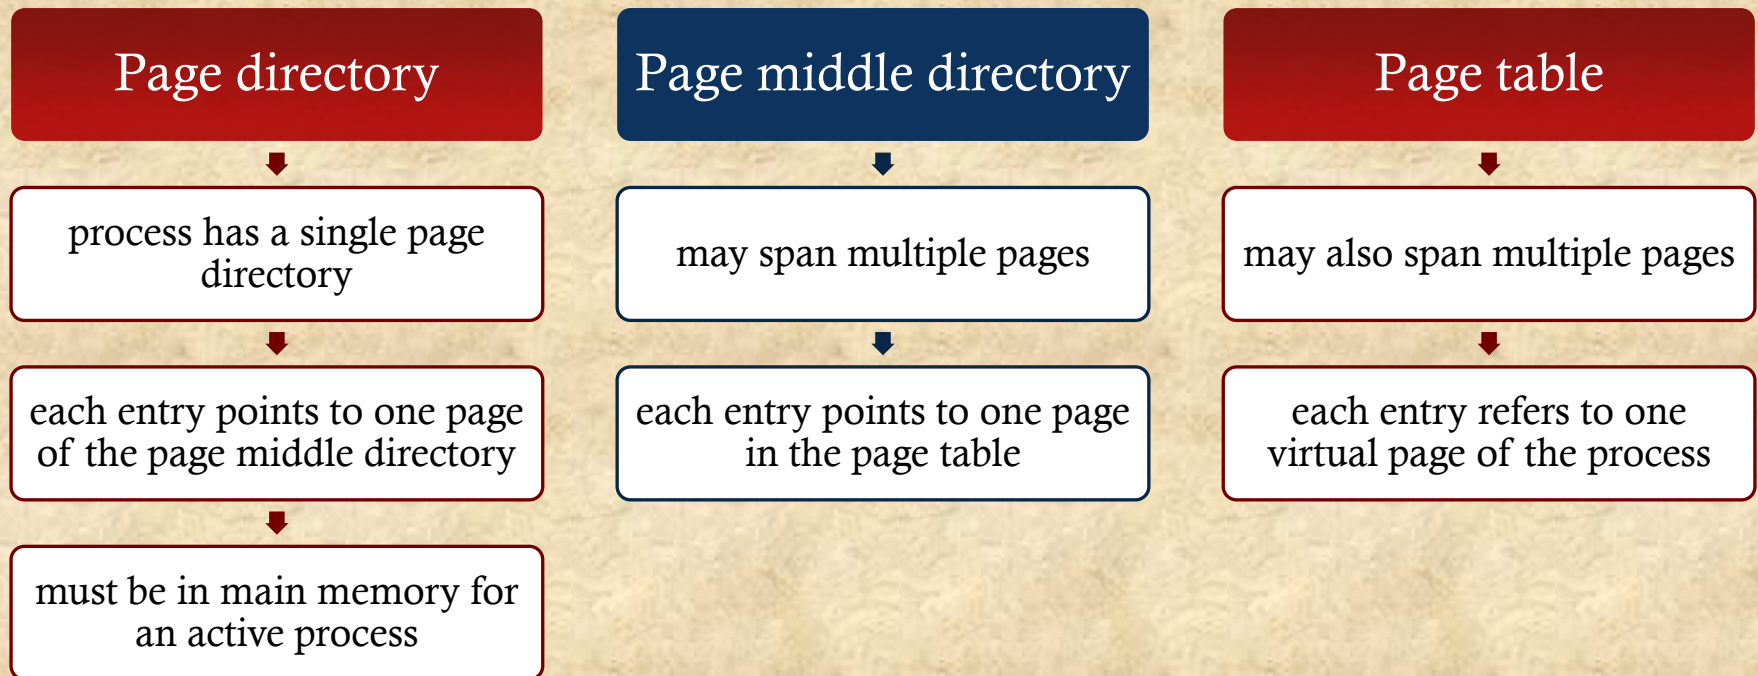 Page directory
process has a single page
directory
each entry points to one page
of the page middle directory
must be in main memory for
an active process
Page middle directory
may span multiple pages
each entry points to one page
in the page table
Page table
may also span multiple pages
each entry refers to one
virtual page of the process